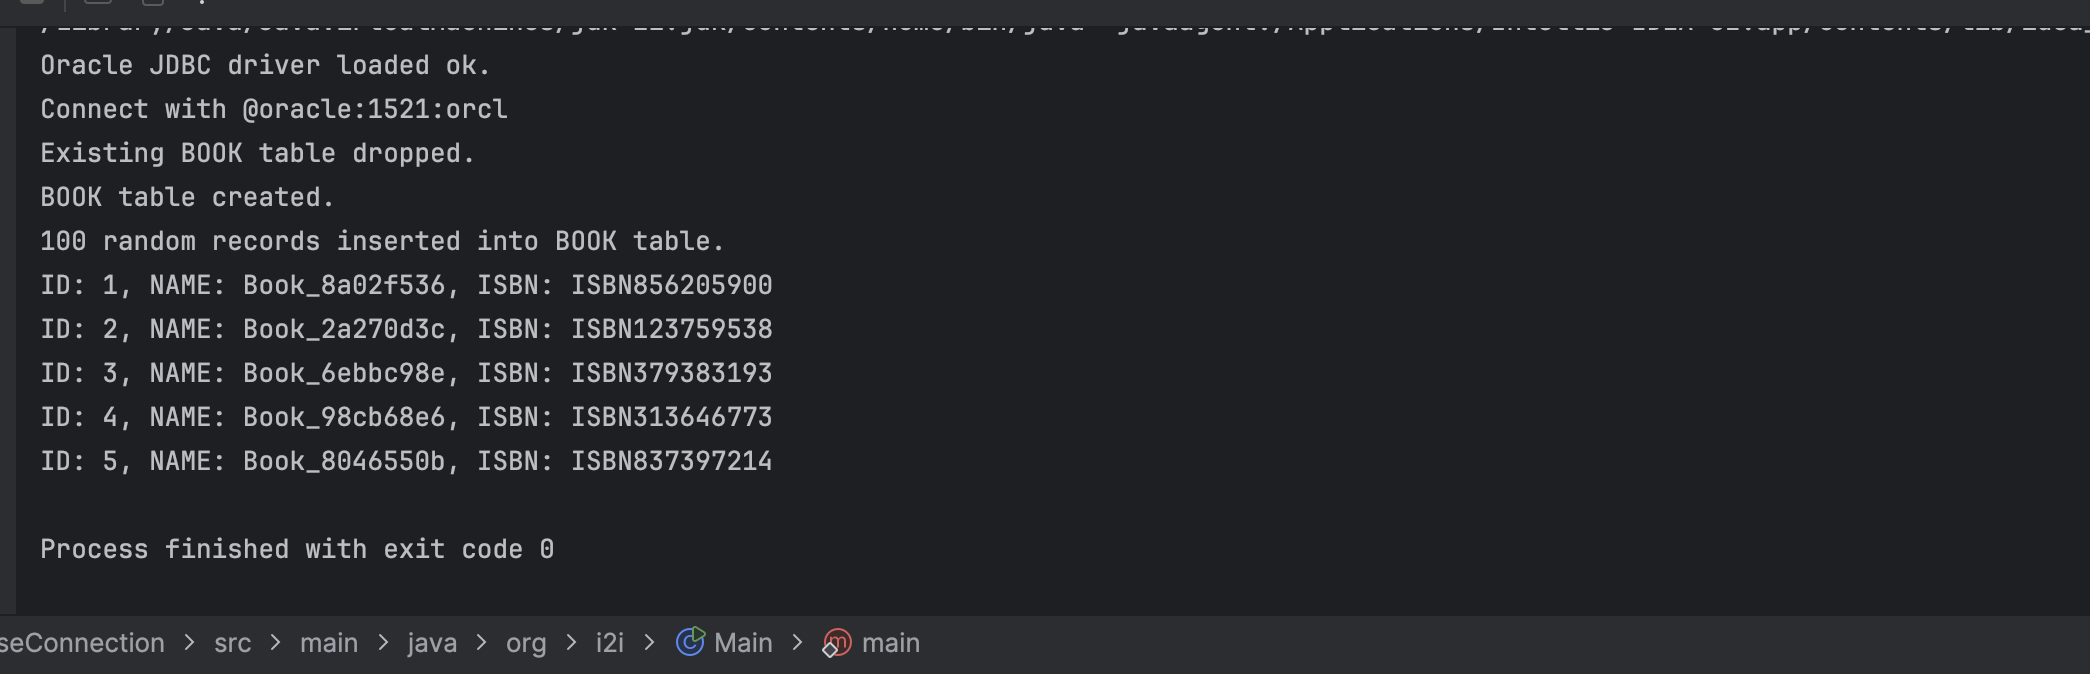 Oracle JDBC driver loaded ok.
Connect with @oracle:1521:orcl
Existing BOOK table dropped.
BOOK table created.
100 random records inserted into BOOK table.
ID: 1, NAME: Book_8a02f536, ISBN: ISBN856205900
ID: 2, NAME: Book_2a270d3c, ISBN: ISBN123759538
ID: 3, NAME: Book_6ebbc98e, ISBN: ISBN379383193
ID: 4, NAME: Book_98cb68e6, ISBN: ISBN313646773
ID: 5, NAME: Book_8046550b, ISBN: ISBN837397214
Process finished with exit code 0
seConnection > src > main > java > org > i2i > Main > main